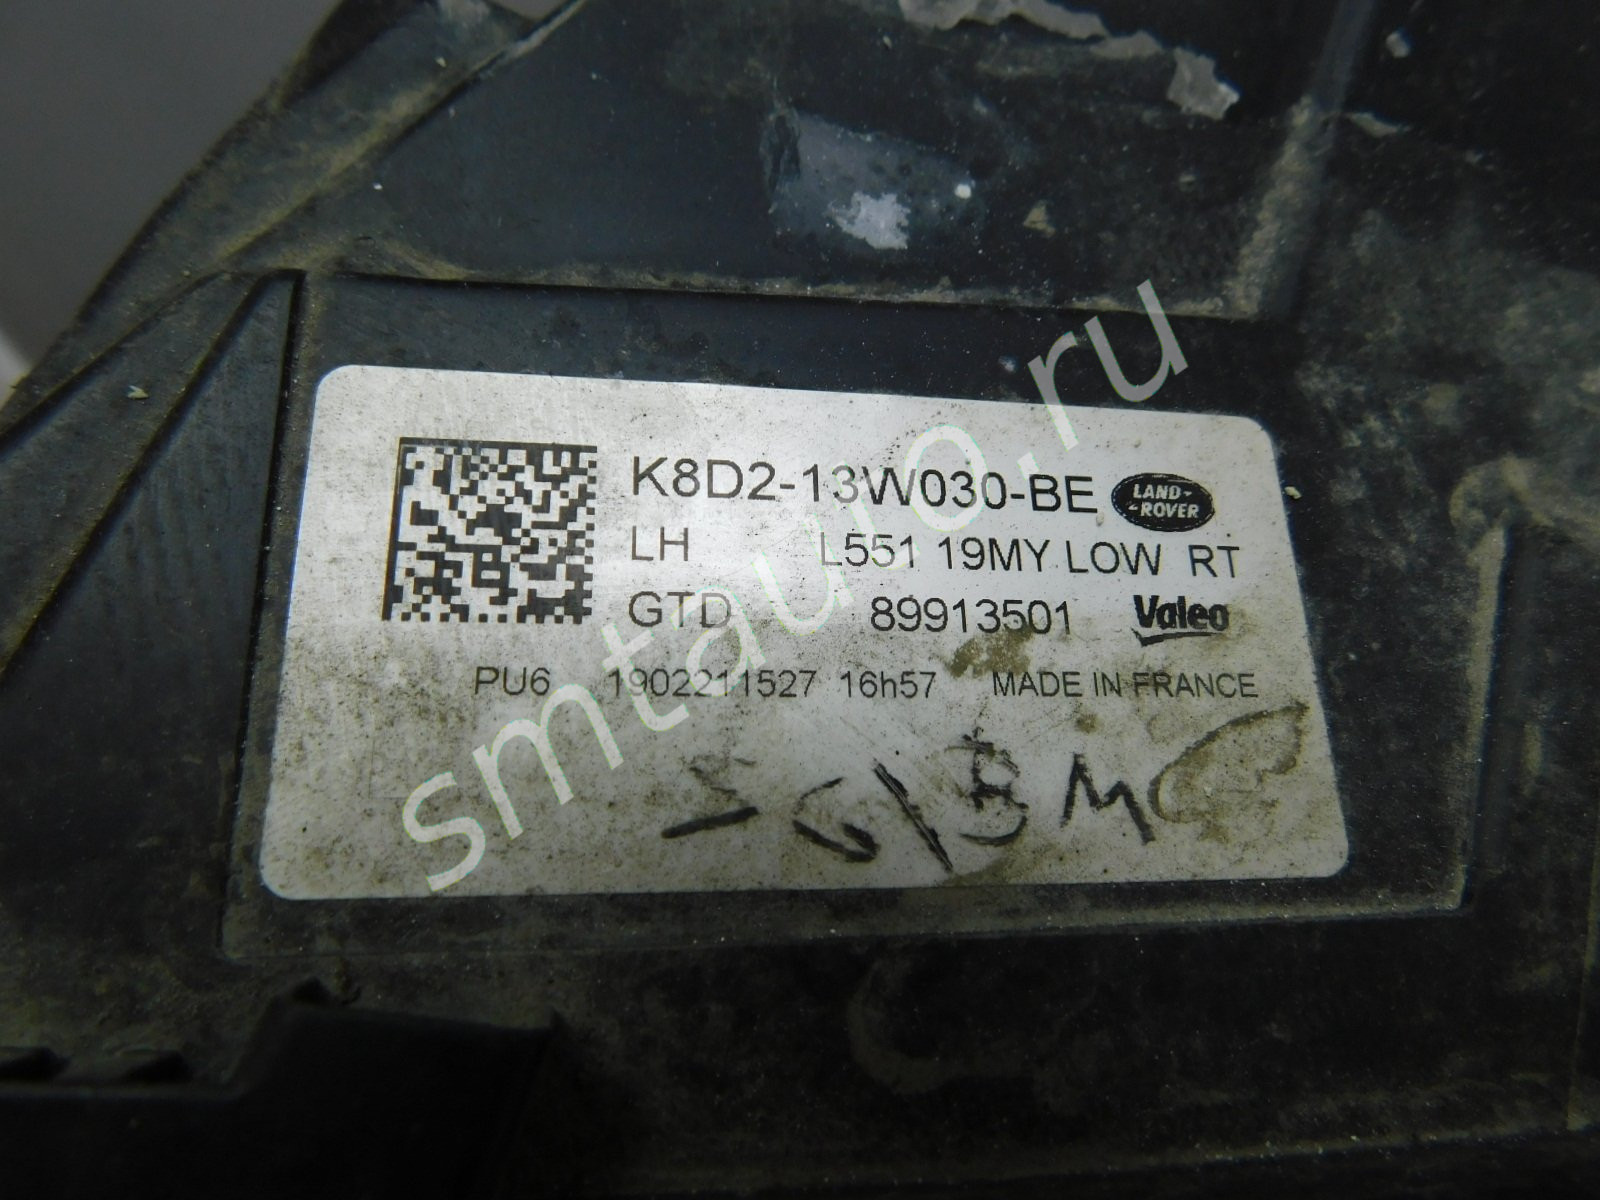 K8D2-13W030-BE LAND-
-ROVER
LH L551 19MY LOW RT
GTD 89913501 Valeo
PU6 1902211527 16h57 MADE IN FRANCE
smtauro.ru